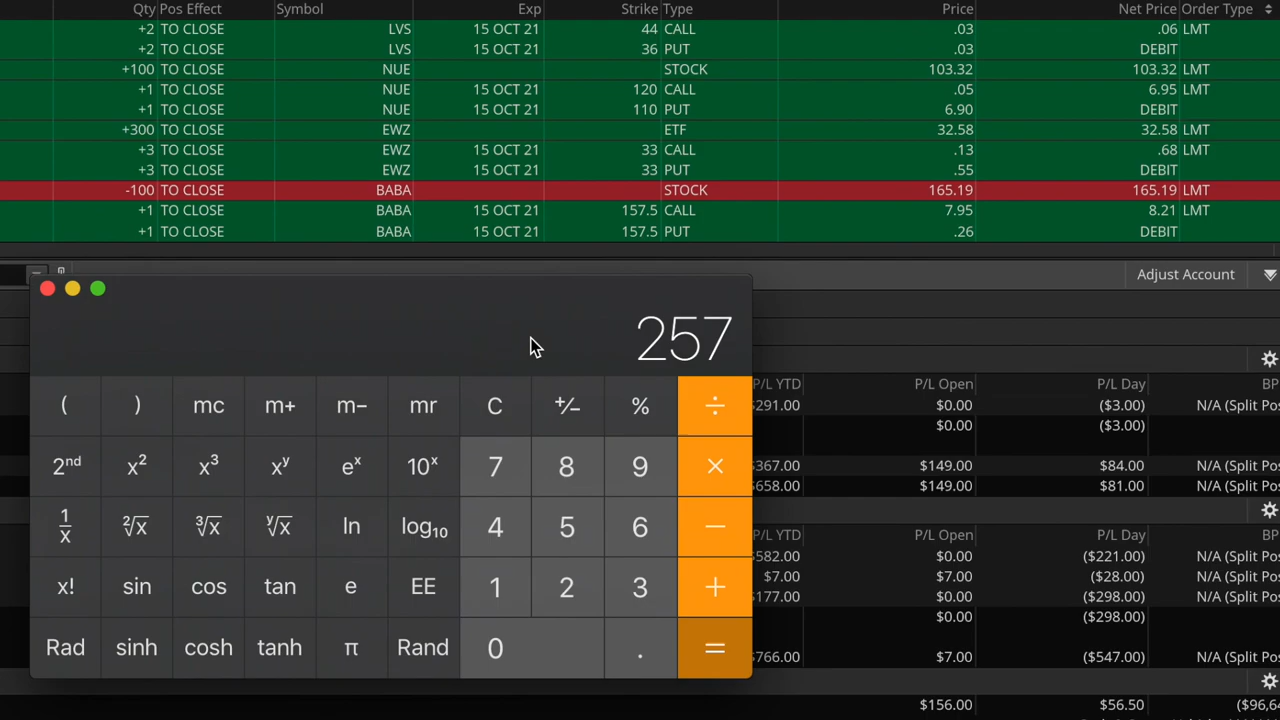 Qty Pos Effect Symbol Exp Strike Type Price Net Price Order Type
+2 TO CLOSE LVS 15 OCT 21 44 CALL .03 .06 LMT
+2 TO CLOSE LVS 15 OCT 21 36 PUT .03 DEBIT
+100 TO CLOSE NUE STOCK 103.32 103.32 LMT
+1 TO CLOSE NUE 15 OCT 21 120 CALL .05 6.95 LMT
+1 TO CLOSE NUE 15 OCT 21 110 PUT 6.90 DEBIT
+300 TO CLOSE EWZ ETF 32.58 32.58 LMT
+3 TO CLOSE EWZ 15 OCT 21 33 CALL .13 .68 LMT
+3 TO CLOSE EWZ 15 OCT 21 33 PUT .55 DEBIT
-100 TO CLOSE BABA STOCK 165.19 165.19 LMT
+1 TO CLOSE BABA 15 OCT 21 157.5 CALL 7.95 8.21 LMT
+1 TO CLOSE BABA 15 OCT 21 157.5 PUT .26 DEBIT
Adjust Account
257
P/L YTD P/L Open P/L Day BP
( ) mc m+ m− mr C +/− % ÷
$291.00 $0.00 ($3.00) N/A (Split Pos
$0.00 ($3.00)
2nd x² x³ xʸ eˣ 10ˣ 7 8 9 ×
$367.00 $149.00 $84.00 N/A (Split Pos
$658.00 $149.00 $81.00 N/A (Split Pos
1/x ²√x ³√x ʸ√x ln log₁₀ 4 5 6 −
P/L YTD P/L Open P/L Day BP
$582.00 $0.00 ($221.00) N/A (Split Pos
$7.00 $7.00 ($28.00) N/A (Split Pos
x! sin cos tan e EE 1 2 3 +
$177.00 $0.00 ($298.00) N/A (Split Pos
$0.00 ($298.00)
Rad sinh cosh tanh π Rand 0 . =
$766.00 $7.00 ($547.00) N/A (Split Pos
$156.00 $56.50 ($96,6